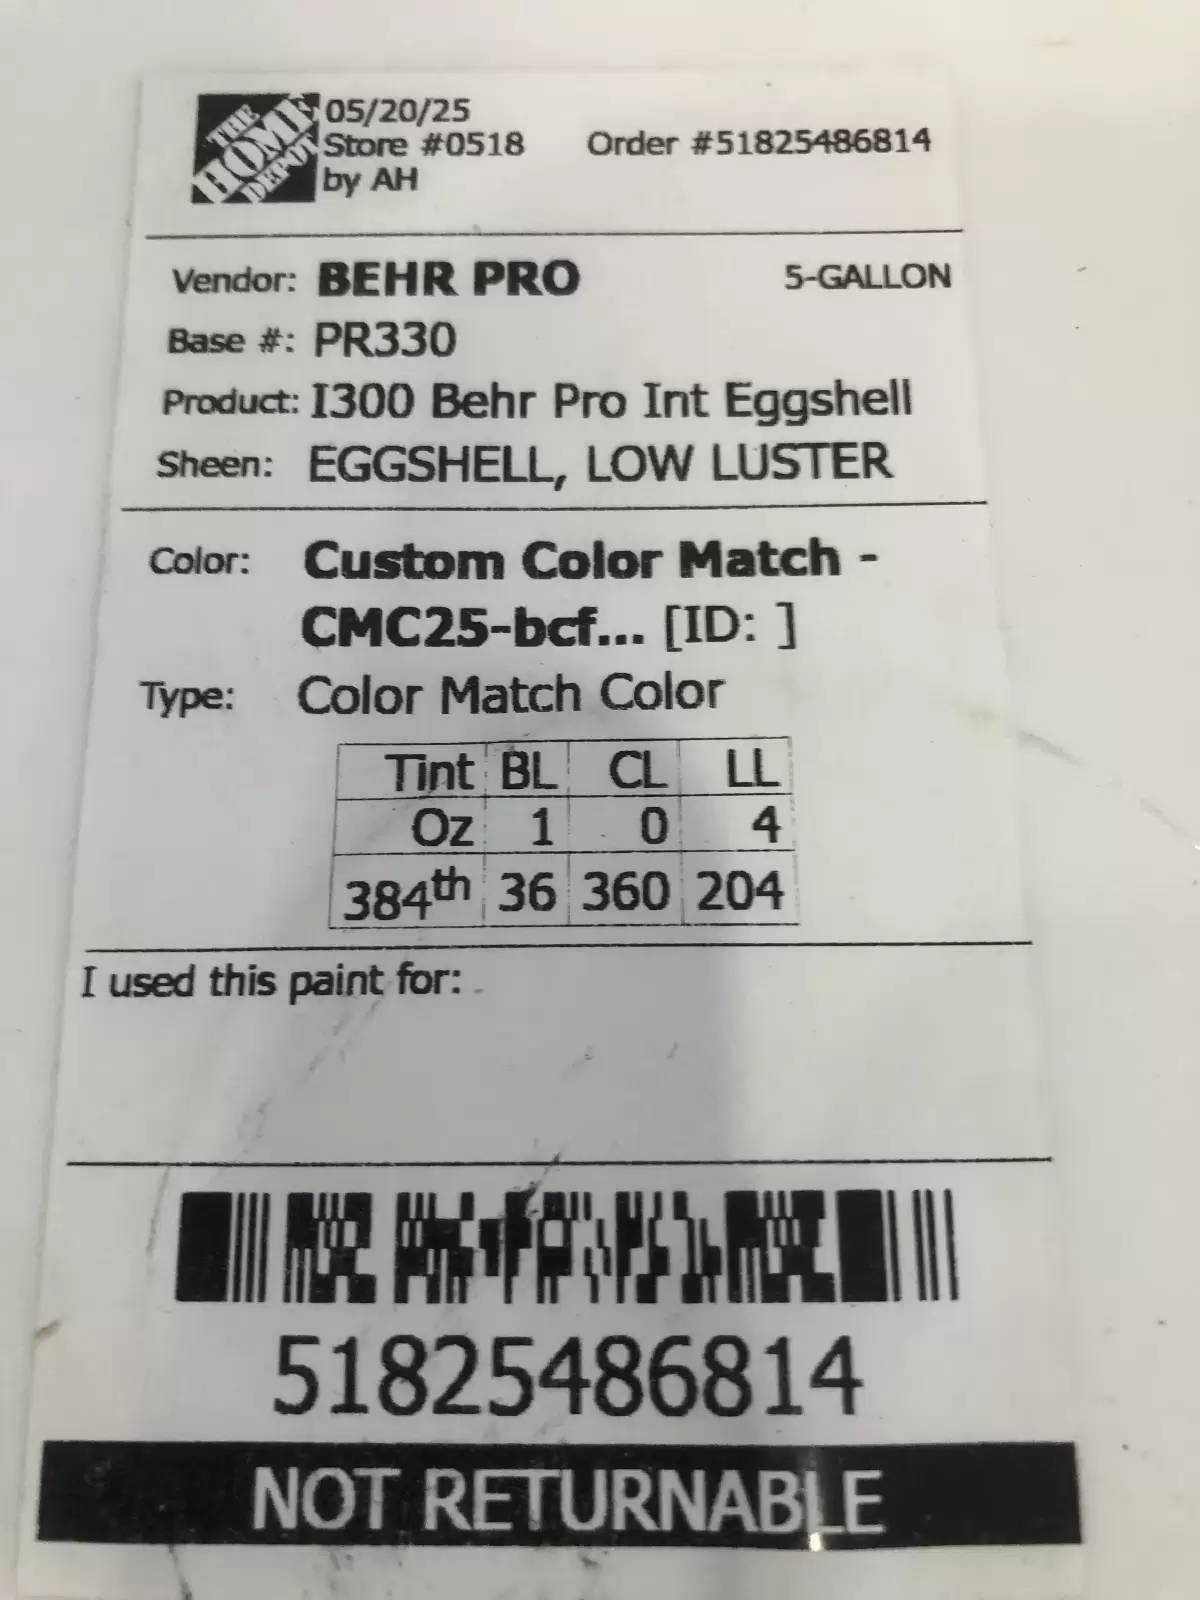 THE HOME DEPOT
05/20/25
Store #0518 Order #51825486814
by AH
Vendor: BEHR PRO 5-GALLON
Base #: PR330
Product: I300 Behr Pro Int Eggshell
Sheen: EGGSHELL, LOW LUSTER
Color: Custom Color Match -
CMC25-bcf... [ID: ]
Type: Color Match Color
Tint BL CL LL
Oz 1 0 4
384th 36 360 204
I used this paint for:
51825486814
NOT RETURNABLE